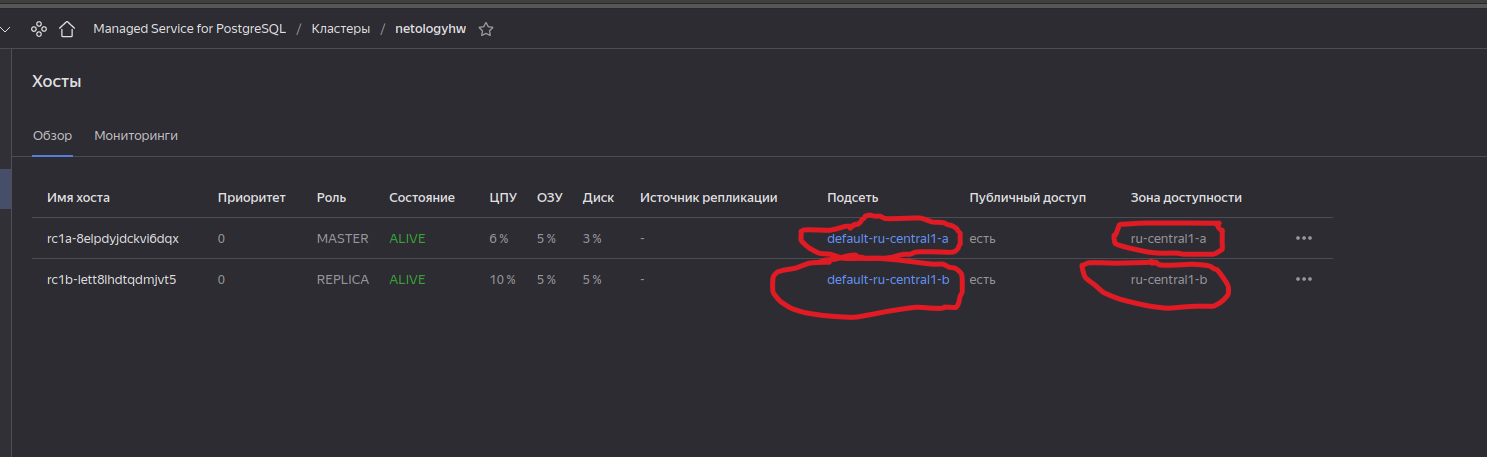 Managed Service for PostgreSQL / Кластеры / netologyhw
Хосты
Обзор Мониторинги
Имя хоста Приоритет Роль Состояние ЦПУ ОЗУ Диск Источник репликации Подсеть Публичный доступ Зона доступности
rc1a-8elpdyjdckvi6dqx 0 MASTER ALIVE 6 % 5 % 3 % - default-ru-central1-a есть ru-central1-a
rc1b-lett8lhdtqdmjvt5 0 REPLICA ALIVE 10 % 5 % 5 % - default-ru-central1-b есть ru-central1-b